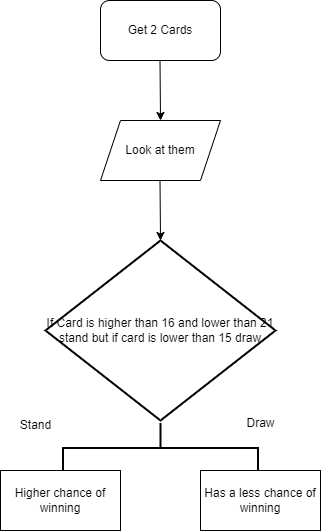 Get 2 Cards
Look at them
If Card is higher than 16 and lower than 21
stand but if card is lower than 15 draw
Stand
Draw
Higher chance of
winning
Has a less chance of
winning